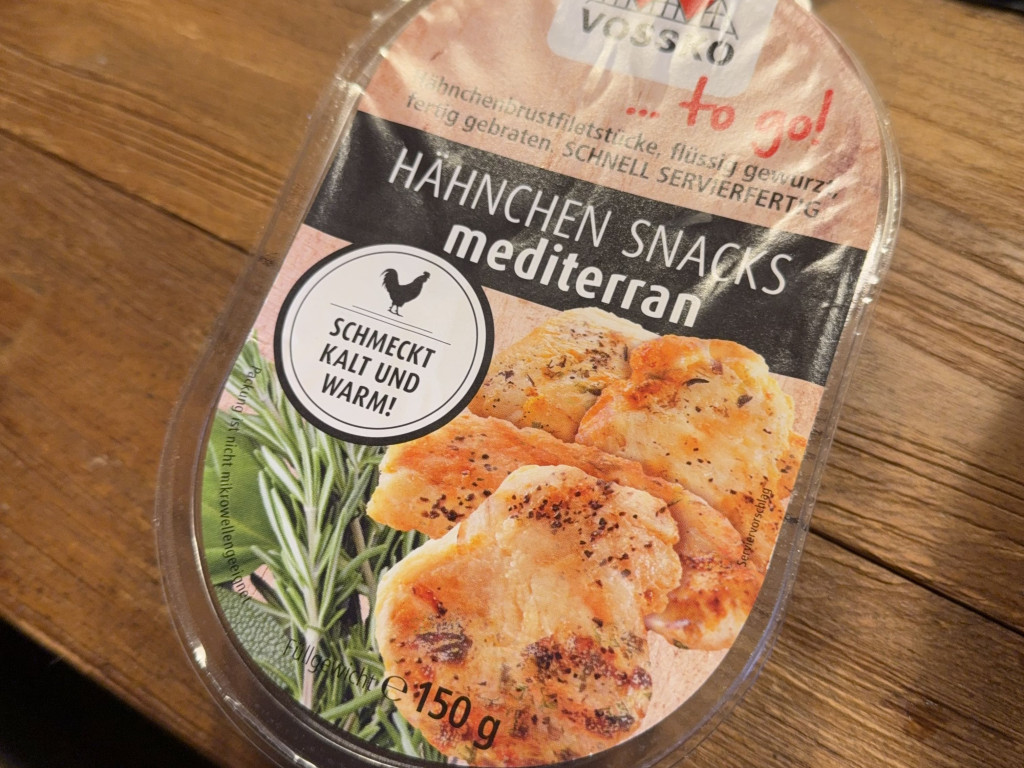 VOSSKO
... to go!
Hähnchenbrustfiletstücke, flüssig gewürzt,
fertig gebraten, SCHNELL SERVIERFERTIG
HÄHNCHEN SNACKS
mediterran
SCHMECKT
KALT UND
WARM!
Packung ist nicht mikrowellengeeignet
Serviervorschlag
Füllgewicht ℮ 150 g